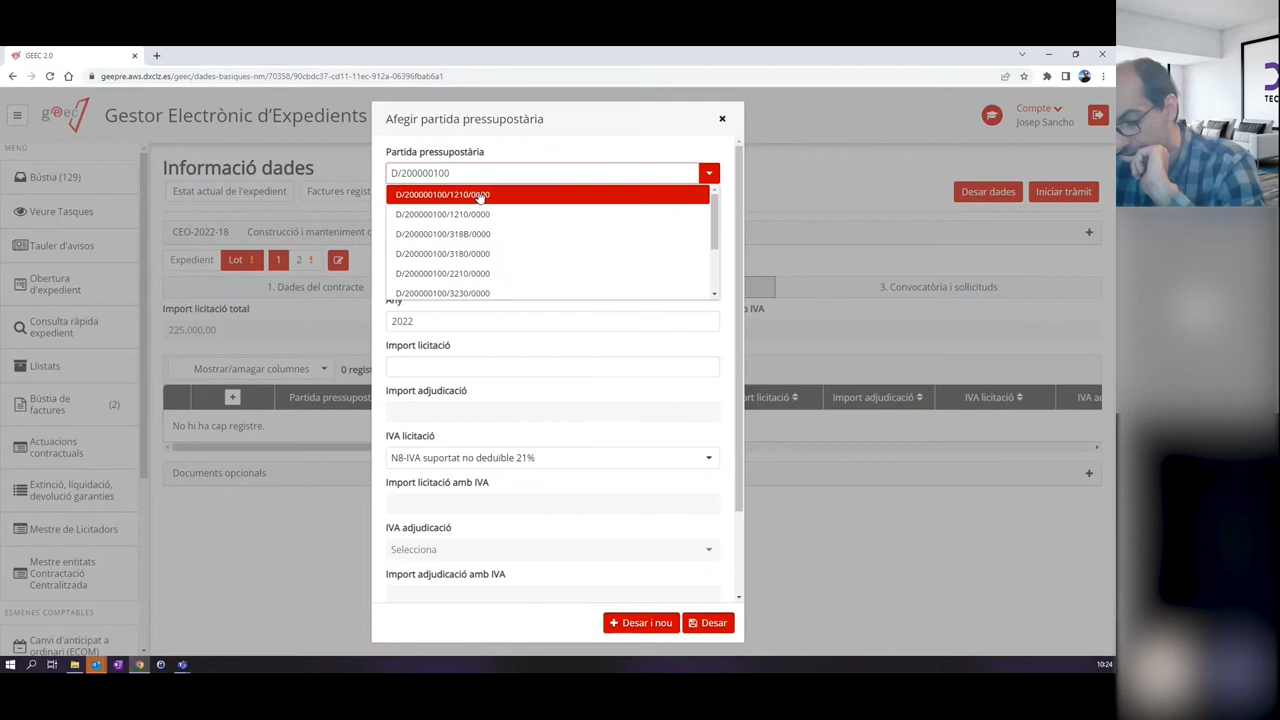 GEEC 2.0
geepre.aws.dxclz.es/geec/dades-basiques-nm/70358/90cbdc37-cd11-11ec-912a-06396fbab6a1
geec
Gestor Electrònic d'Expedients
Compte
Josep Sancho
MENÚ
Bústia (129)
Veure Tasques
Tauler d'avisos
Obertura d'expedient
Consulta ràpida expedient
Llistats
Bústia de factures (2)
Actuacions contractuals
Extinció, liquidació, devolució garanties
Mestre de Licitadors
Mestre entitats Contractació Centralitzada
ESMENES COMPTABLES
Canvi d'anticipat a ordinari (ECOM)
Informació dades
Estat actual de l'expedient
Factures regist
Desar dades
Iniciar tràmit
CEO-2022-18 Construcció i manteniment
Expedient Lot ! 1 2 !
1. Dades del contracte
3. Convocatòria i sol·licituds
Import licitació total
225.000,00
b IVA
Mostrar/amagar columnes
0 regist
+ Partida pressupost
rt licitació Import adjudicació IVA licitació IVA ad
No hi ha cap registre.
Documents opcionals
Afegir partida pressupostària
Partida pressupostària
D/200000100
D/200000100/1210/0000
D/200000100/1210/0000
D/200000100/318B/0000
D/200000100/3180/0000
D/200000100/2210/0000
D/200000100/3230/0000
Any
2022
Import licitació
Import adjudicació
IVA licitació
N8-IVA suportat no deduïble 21%
Import licitació amb IVA
IVA adjudicació
Selecciona
Import adjudicació amb IVA
Desar i nou
Desar
10:24
TEC